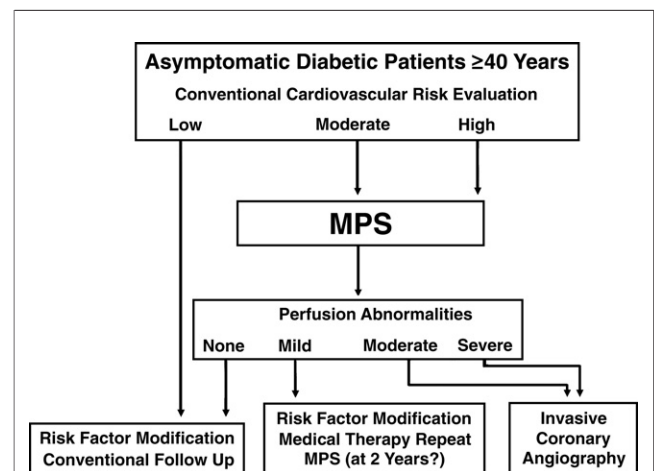 Asymptomatic Diabetic Patients ≥40 Years
Conventional Cardiovascular Risk Evaluation
Low Moderate High
MPS
Perfusion Abnormalities
None Mild Moderate Severe
Risk Factor Modification
Conventional Follow Up
Risk Factor Modification
Medical Therapy Repeat
MPS (at 2 Years?)
Invasive
Coronary
Angiography